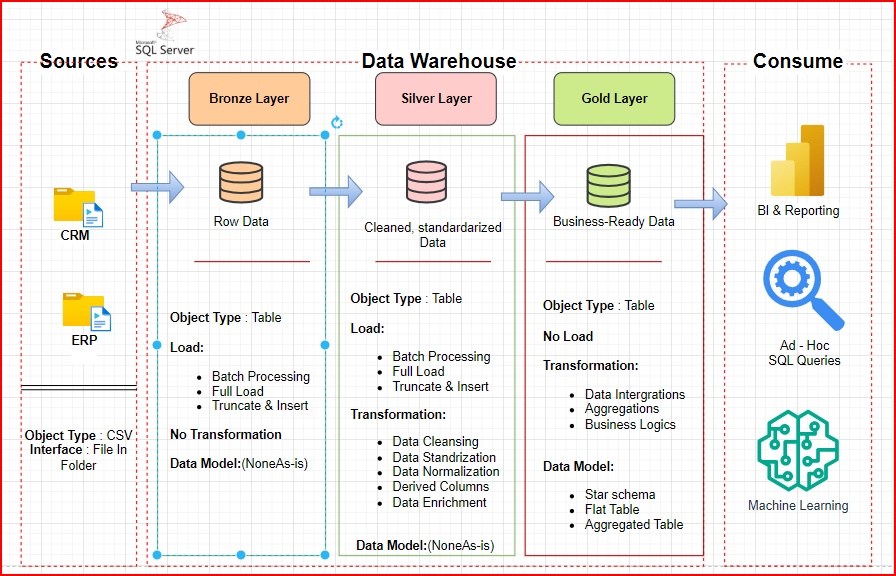 Microsoft
SQL Server
Sources
Data Warehouse
Consume
Bronze Layer
Silver Layer
Gold Layer
CRM
ERP
Object Type : CSV
Interface : File In
Folder
Row Data
Object Type : Table
Load:
Batch Processing
Full Load
Truncate & Insert
No Transformation
Data Model:(NoneAs-is)
Cleaned, standardarized
Data
Object Type : Table
Load:
Batch Processing
Full Load
Truncate & Insert
Transformation:
Data Cleansing
Data Standrization
Data Normalization
Derived Columns
Data Enrichment
Data Model:(NoneAs-is)
Business-Ready Data
Object Type : Table
No Load
Transformation:
Data Intergrations
Aggregations
Business Logics
Data Model:
Star schema
Flat Table
Aggregated Table
BI & Reporting
Ad - Hoc
SQL Queries
Machine Learning